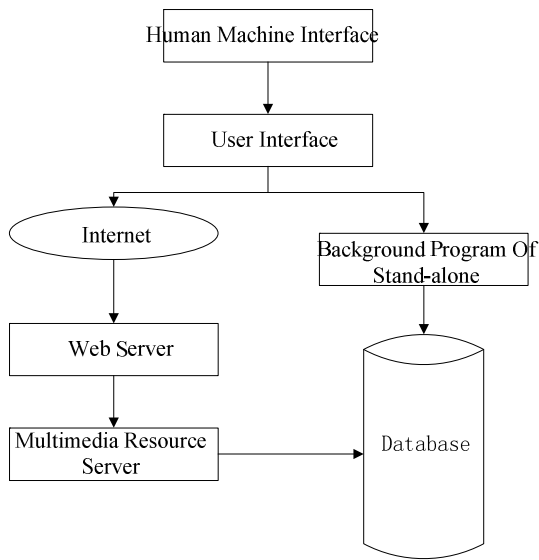 Human Machine Interface
User Interface
Internet
Background Program Of
Stand-alone
Web Server
Multimedia Resource
Server
Database